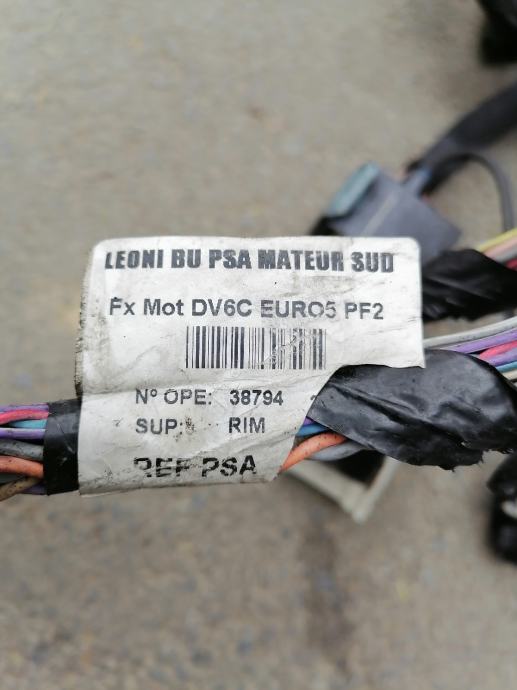 LEONI BU PSA MATEUR SUD
Fx Mot DV6C EURO5 PF2
N° OPE: 38794
SUP: RIM
REF PSA